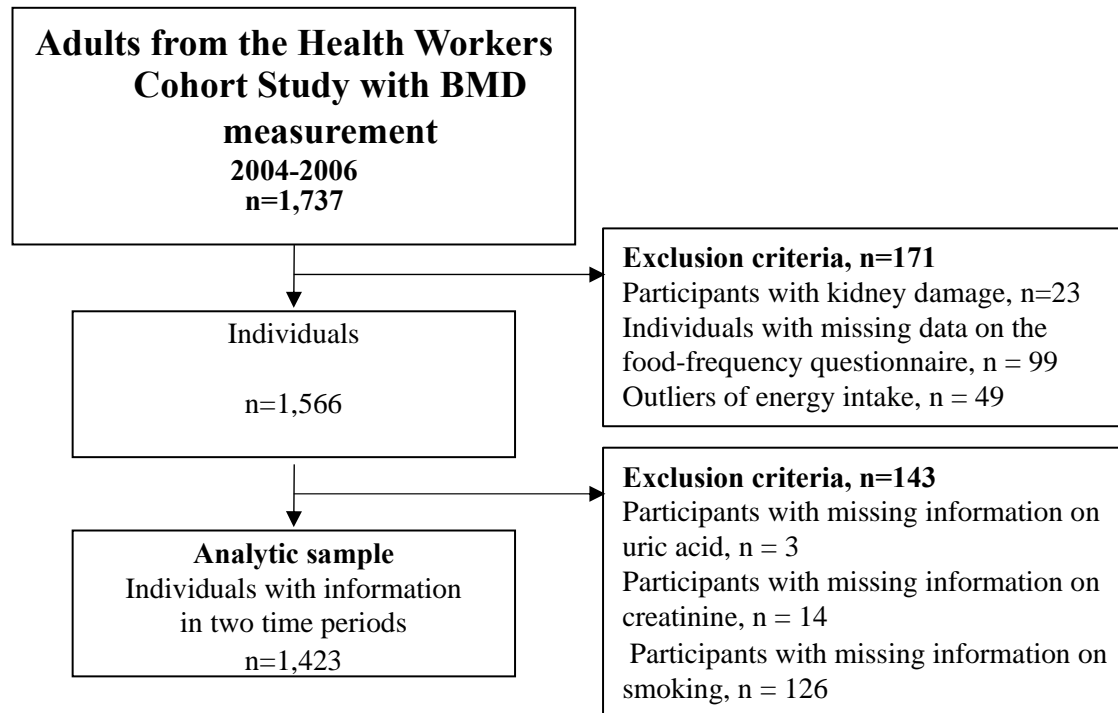 Adults from the Health Workers
Cohort Study with BMD
measurement
2004-2006
n=1,737
Exclusion criteria, n=171
Participants with kidney damage, n=23
Individuals with missing data on the
food-frequency questionnaire, n = 99
Outliers of energy intake, n = 49
Individuals
n=1,566
Exclusion criteria, n=143
Participants with missing information on
uric acid, n = 3
Participants with missing information on
creatinine, n = 14
Participants with missing information on
smoking, n = 126
Analytic sample
Individuals with information
in two time periods
n=1,423